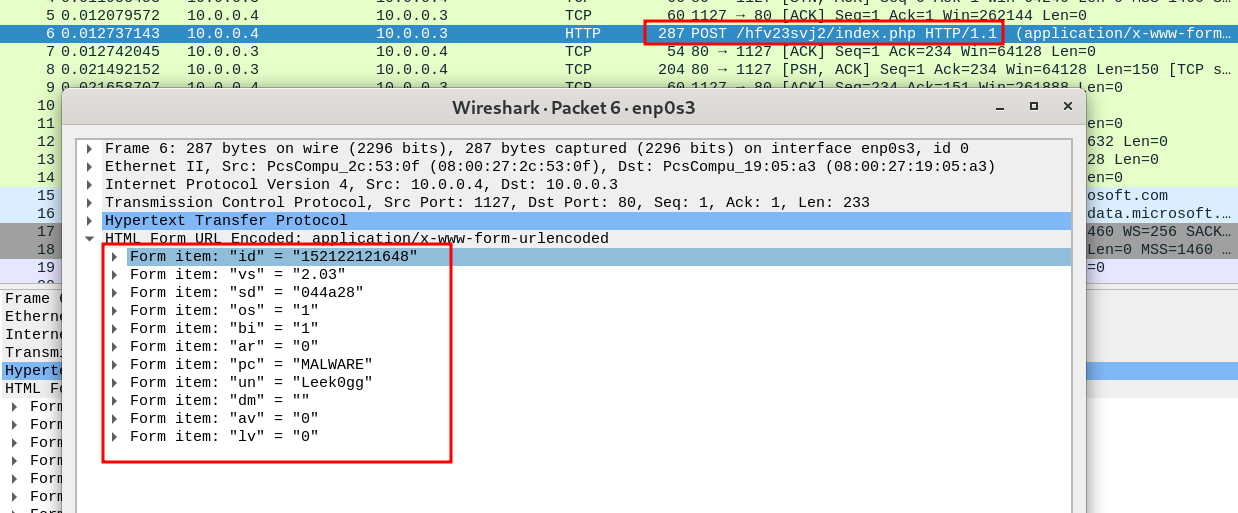 5 0.012079572 10.0.0.4 10.0.0.3 TCP 60 1127 → 80 [ACK] Seq=1 Ack=1 Win=262144 Len=0
6 0.012737143 10.0.0.4 10.0.0.3 HTTP 287 POST /hfv23svj2/index.php HTTP/1.1 (application/x-www-form…
7 0.012742045 10.0.0.3 10.0.0.4 TCP 54 80 → 1127 [ACK] Seq=1 Ack=234 Win=64128 Len=0
8 0.021492152 10.0.0.3 10.0.0.4 TCP 204 80 → 1127 [PSH, ACK] Seq=1 Ack=234 Win=64128 Len=150 [TCP s…
9 0.021658707 10.0.0.4 10.0.0.3 TCP 60 1127 → 80 [ACK] Seq=234 Ack=151 Win=261888 Len=0
10
11 en=0
12 632 Len=0
13 28 Len=0
14 en=0
15 osoft.com
16 data.microsoft.…
17 460 WS=256 SACK…
18 Len=0 MSS=1460 …
19 =0
Wireshark · Packet 6 · enp0s3
Frame 6: 287 bytes on wire (2296 bits), 287 bytes captured (2296 bits) on interface enp0s3, id 0
Ethernet II, Src: PcsCompu_2c:53:0f (08:00:27:2c:53:0f), Dst: PcsCompu_19:05:a3 (08:00:27:19:05:a3)
Internet Protocol Version 4, Src: 10.0.0.4, Dst: 10.0.0.3
Transmission Control Protocol, Src Port: 1127, Dst Port: 80, Seq: 1, Ack: 1, Len: 233
Hypertext Transfer Protocol
HTML Form URL Encoded: application/x-www-form-urlencoded
Form item: "id" = "152122121648"
Form item: "vs" = "2.03"
Form item: "sd" = "044a28"
Form item: "os" = "1"
Form item: "bi" = "1"
Form item: "ar" = "0"
Form item: "pc" = "MALWARE"
Form item: "un" = "Leek0gg"
Form item: "dm" = ""
Form item: "av" = "0"
Form item: "lv" = "0"
Frame 6
Etherne
Interne
Transmi
Hyperte
HTML Fo
Form
Form
Form
Form
Form
Form